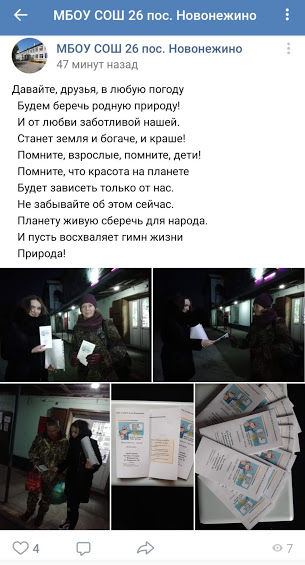 МБОУ СОШ 26 пос. Новонежино
МБОУ СОШ 26 пос. Новонежино
47 минут назад
Давайте, друзья, в любую погоду
Будем беречь родную природу!
И от любви заботливой нашей.
Станет земля и богаче, и краше!
Помните, взрослые, помните, дети!
Помните, что красота на планете
Будет зависеть только от нас.
Не забывайте об этом сейчас.
Планету живую сберечь для народа.
И пусть восхваляет гимн жизни
Природа!
4
7